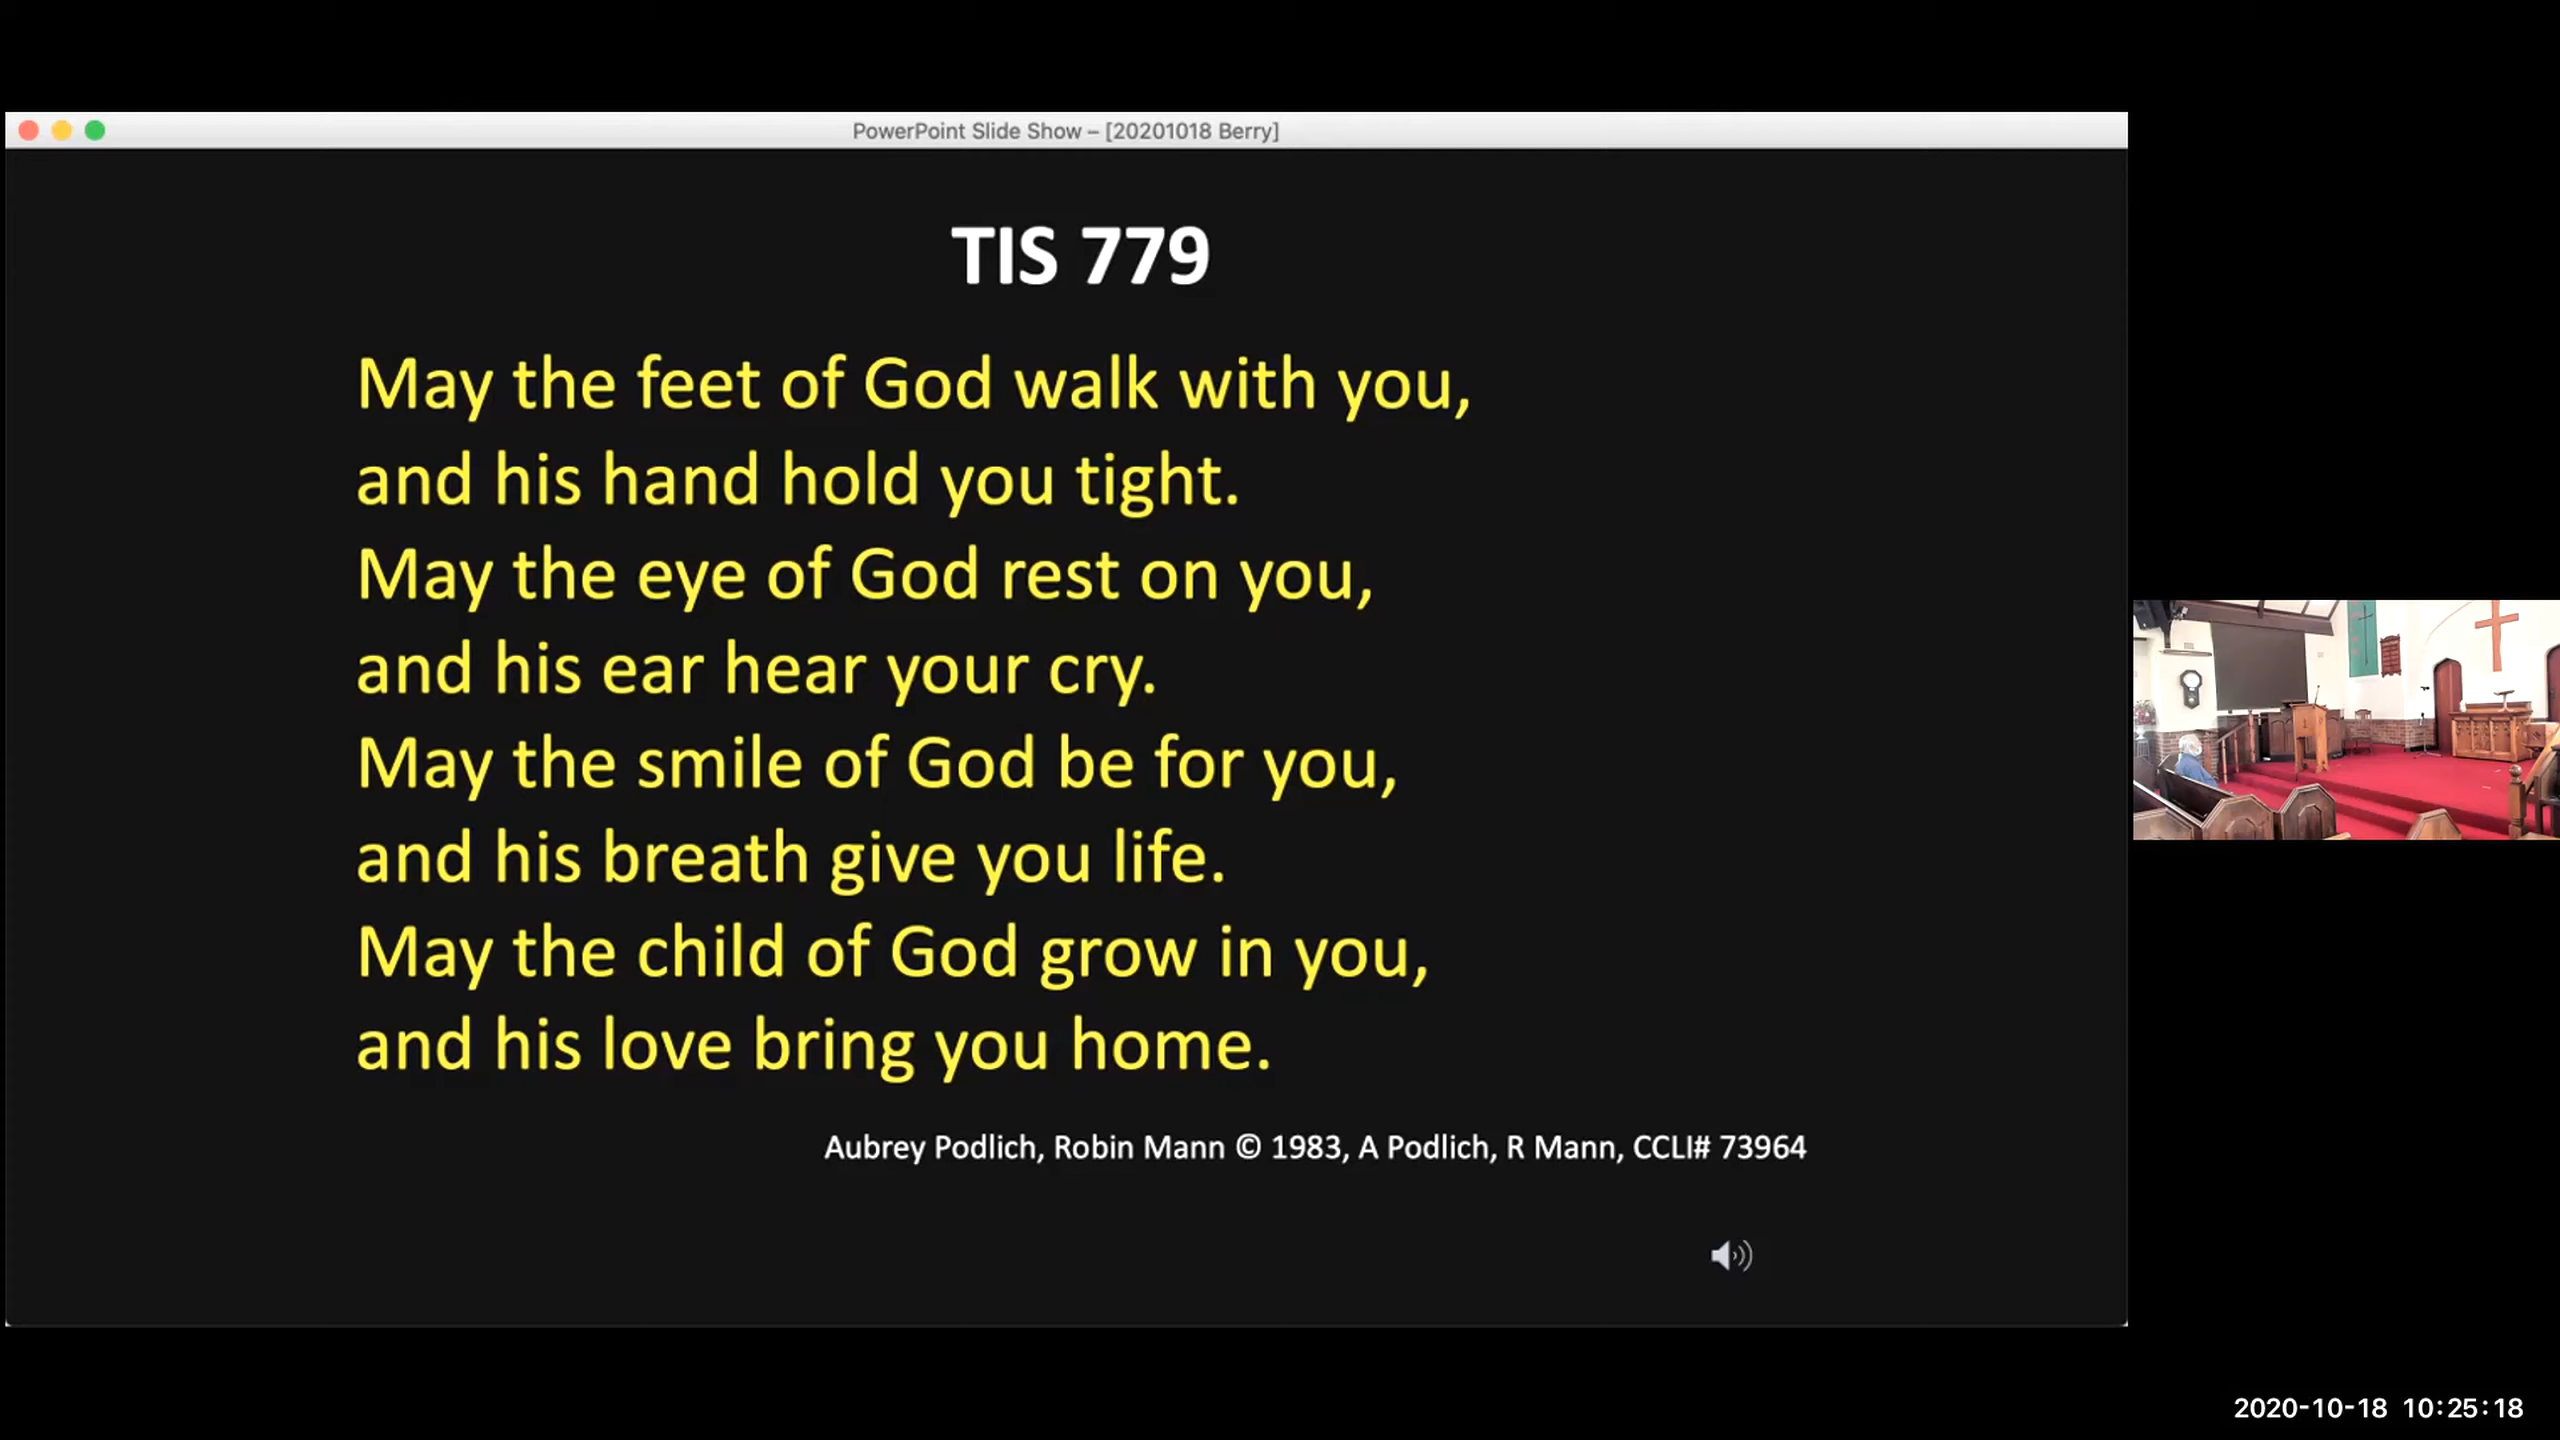 PowerPoint Slide Show – [20201018 Berry]
TIS 779
May the feet of God walk with you,
and his hand hold you tight.
May the eye of God rest on you,
and his ear hear your cry.
May the smile of God be for you,
and his breath give you life.
May the child of God grow in you,
and his love bring you home.
Aubrey Podlich, Robin Mann © 1983, A Podlich, R Mann, CCLI# 73964
2020-10-18 10:25:18